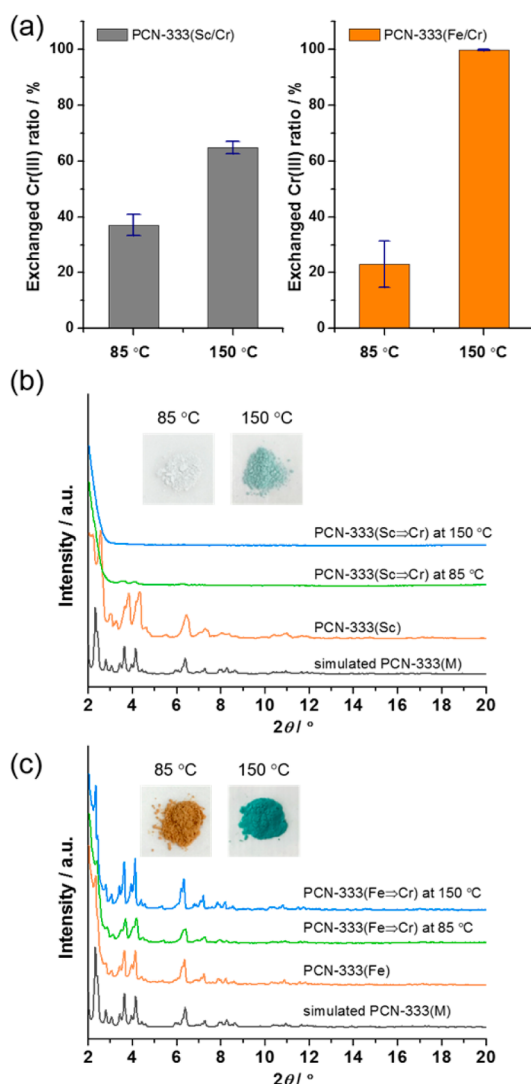 (a)
PCN-333(Sc/Cr)
PCN-333(Fe/Cr)
Exchanged Cr(III) ratio / %
100
80
60
40
20
0
85 °C
150 °C
Exchanged Cr(III) ratio / %
100
80
60
40
20
0
85 °C
150 °C
(b)
85 °C
150 °C
Intensity / a.u.
PCN-333(Sc⇒Cr) at 150 °C
PCN-333(Sc⇒Cr) at 85 °C
PCN-333(Sc)
simulated PCN-333(M)
2 4 6 8 10 12 14 16 18 20
2θ / °
(c)
85 °C
150 °C
Intensity / a.u.
PCN-333(Fe⇒Cr) at 150 °C
PCN-333(Fe⇒Cr) at 85 °C
PCN-333(Fe)
simulated PCN-333(M)
2 4 6 8 10 12 14 16 18 20
2θ / °